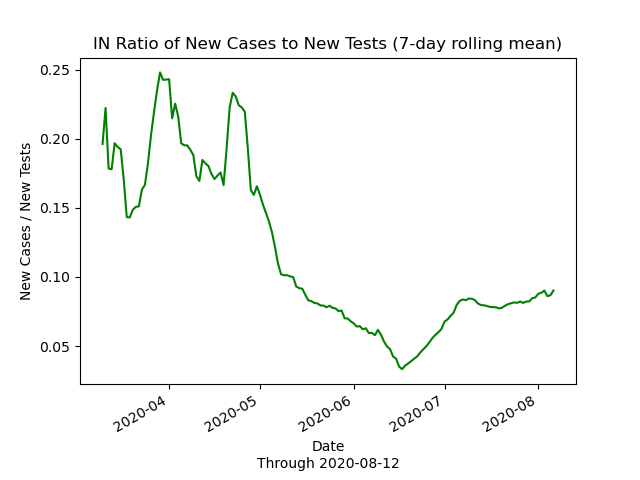 IN Ratio of New Cases to New Tests (7-day rolling mean)
New Cases / New Tests
0.25
0.20
0.15
0.10
0.05
2020-04
2020-05
2020-06
2020-07
2020-08
Date
Through 2020-08-12